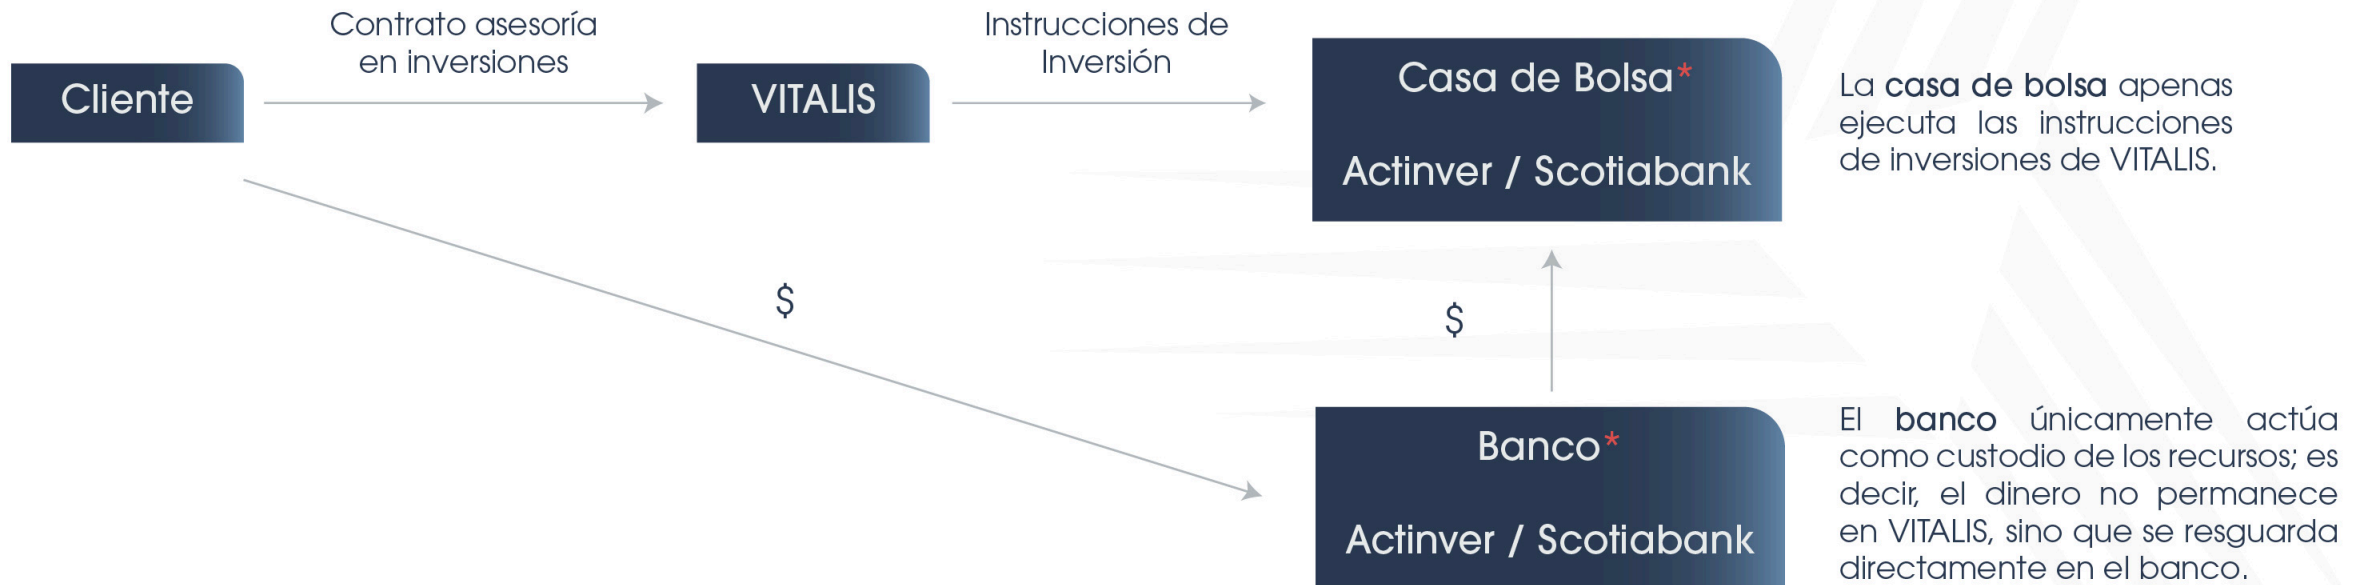 Contrato asesoría
en inversiones
Instrucciones de
Inversión
Cliente
VITALIS
Casa de Bolsa*
Actinver / Scotiabank
La casa de bolsa apenas
ejecuta las instrucciones
de inversiones de VITALIS.
$
$
Banco*
Actinver / Scotiabank
El banco únicamente actúa
como custodio de los recursos; es
decir, el dinero no permanece
en VITALIS, sino que se resguarda
directamente en el banco.